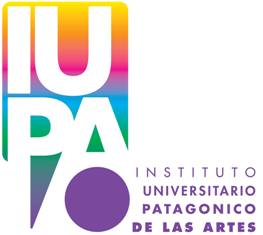 IU
PA
INSTITUTO
UNIVERSITARIO
PATAGONICO
DE LAS ARTES